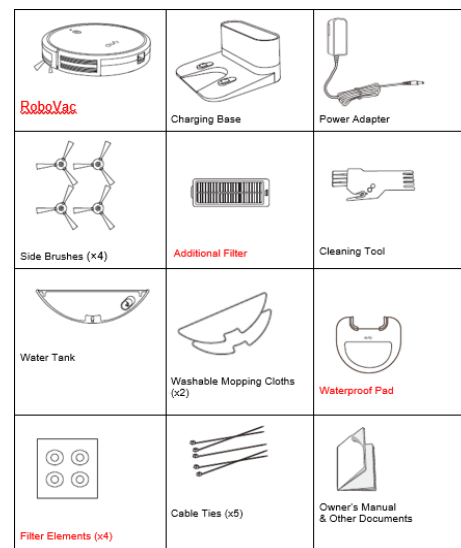 RoboVac
Charging Base
Power Adapter
Side Brushes (×4)
Additional Filter
Cleaning Tool
Water Tank
Washable Mopping Cloths
(x2)
Waterproof Pad
Filter Elements (x4)
Cable Ties (x5)
Owner's Manual
& Other Documents